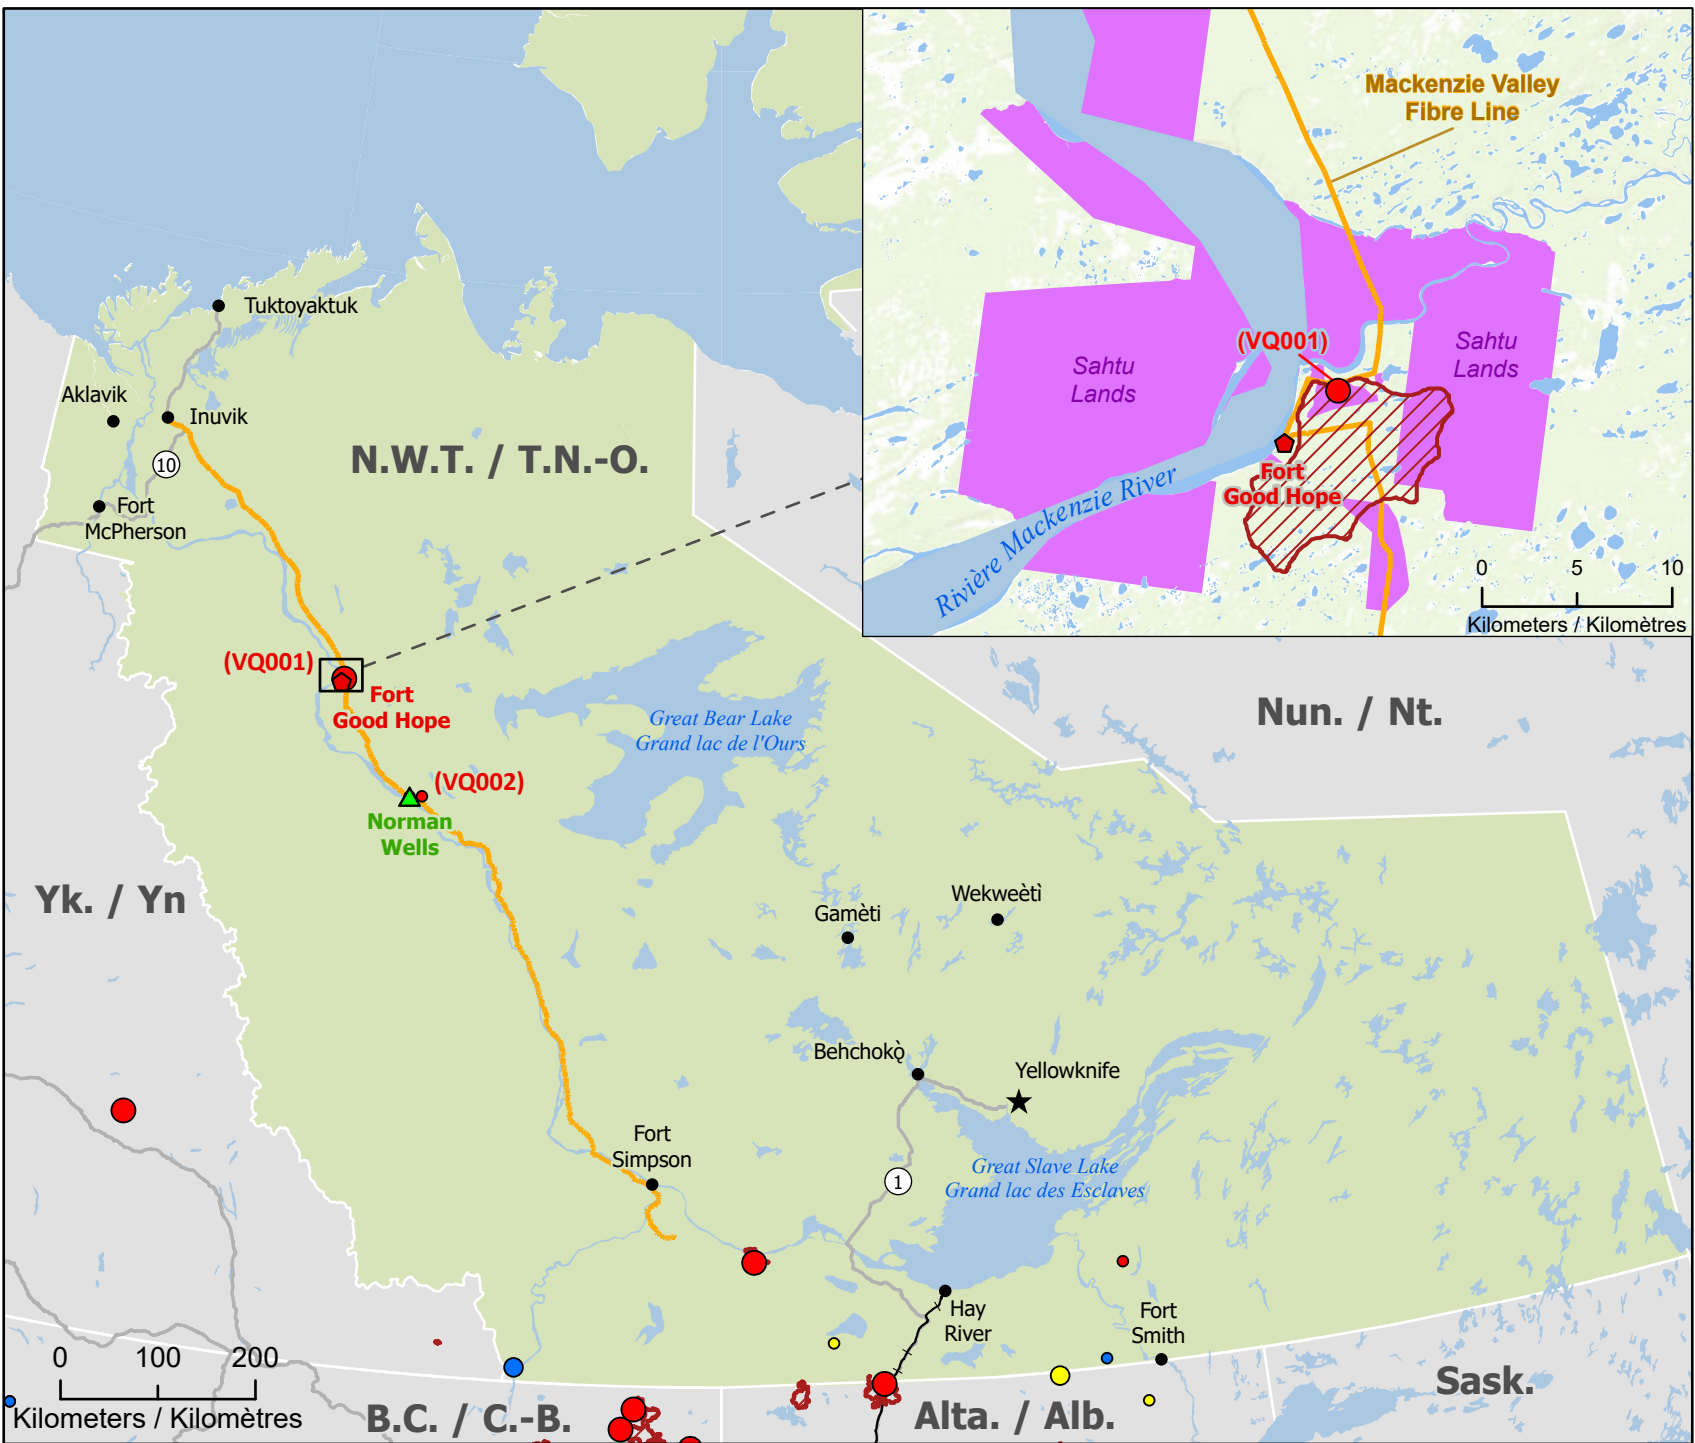 Mackenzie Valley
Fibre Line
(VQ001)
Sahtu
Lands
Sahtu
Lands
Fort
Good Hope
Rivière Mackenzie River
0 5 10
Kilometers / Kilomètres
Tuktoyaktuk
Aklavik
Inuvik
10
N.W.T. / T.N.-O.
Fort
McPherson
(VQ001)
Fort
Good Hope
Great Bear Lake
Grand lac de l'Ours
Nun. / Nt.
(VQ002)
Norman
Wells
Yk. / Yn
Wekweètì
Gamèti
Behchokǫ̀
Yellowknife
Fort
Simpson
Great Slave Lake
Grand lac des Esclaves
1
Hay
River
Fort
Smith
0 100 200
Kilometers / Kilomètres
B.C. / C.-B.
Alta. / Alb.
Sask.